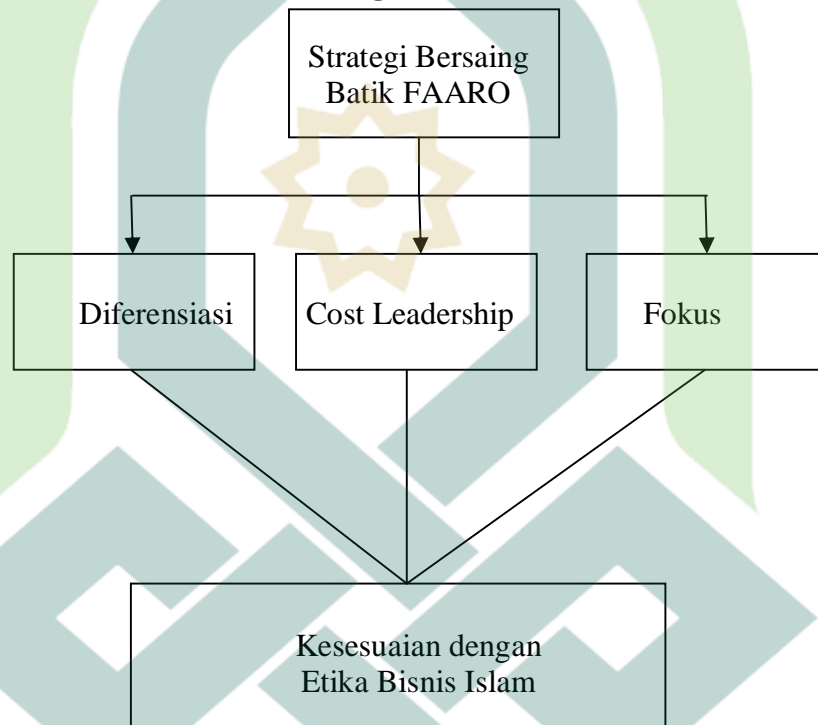 Strategi Bersaing
Batik FAARO
Diferensiasi
Cost Leadership
Fokus
Kesesuaian dengan
Etika Bisnis Islam